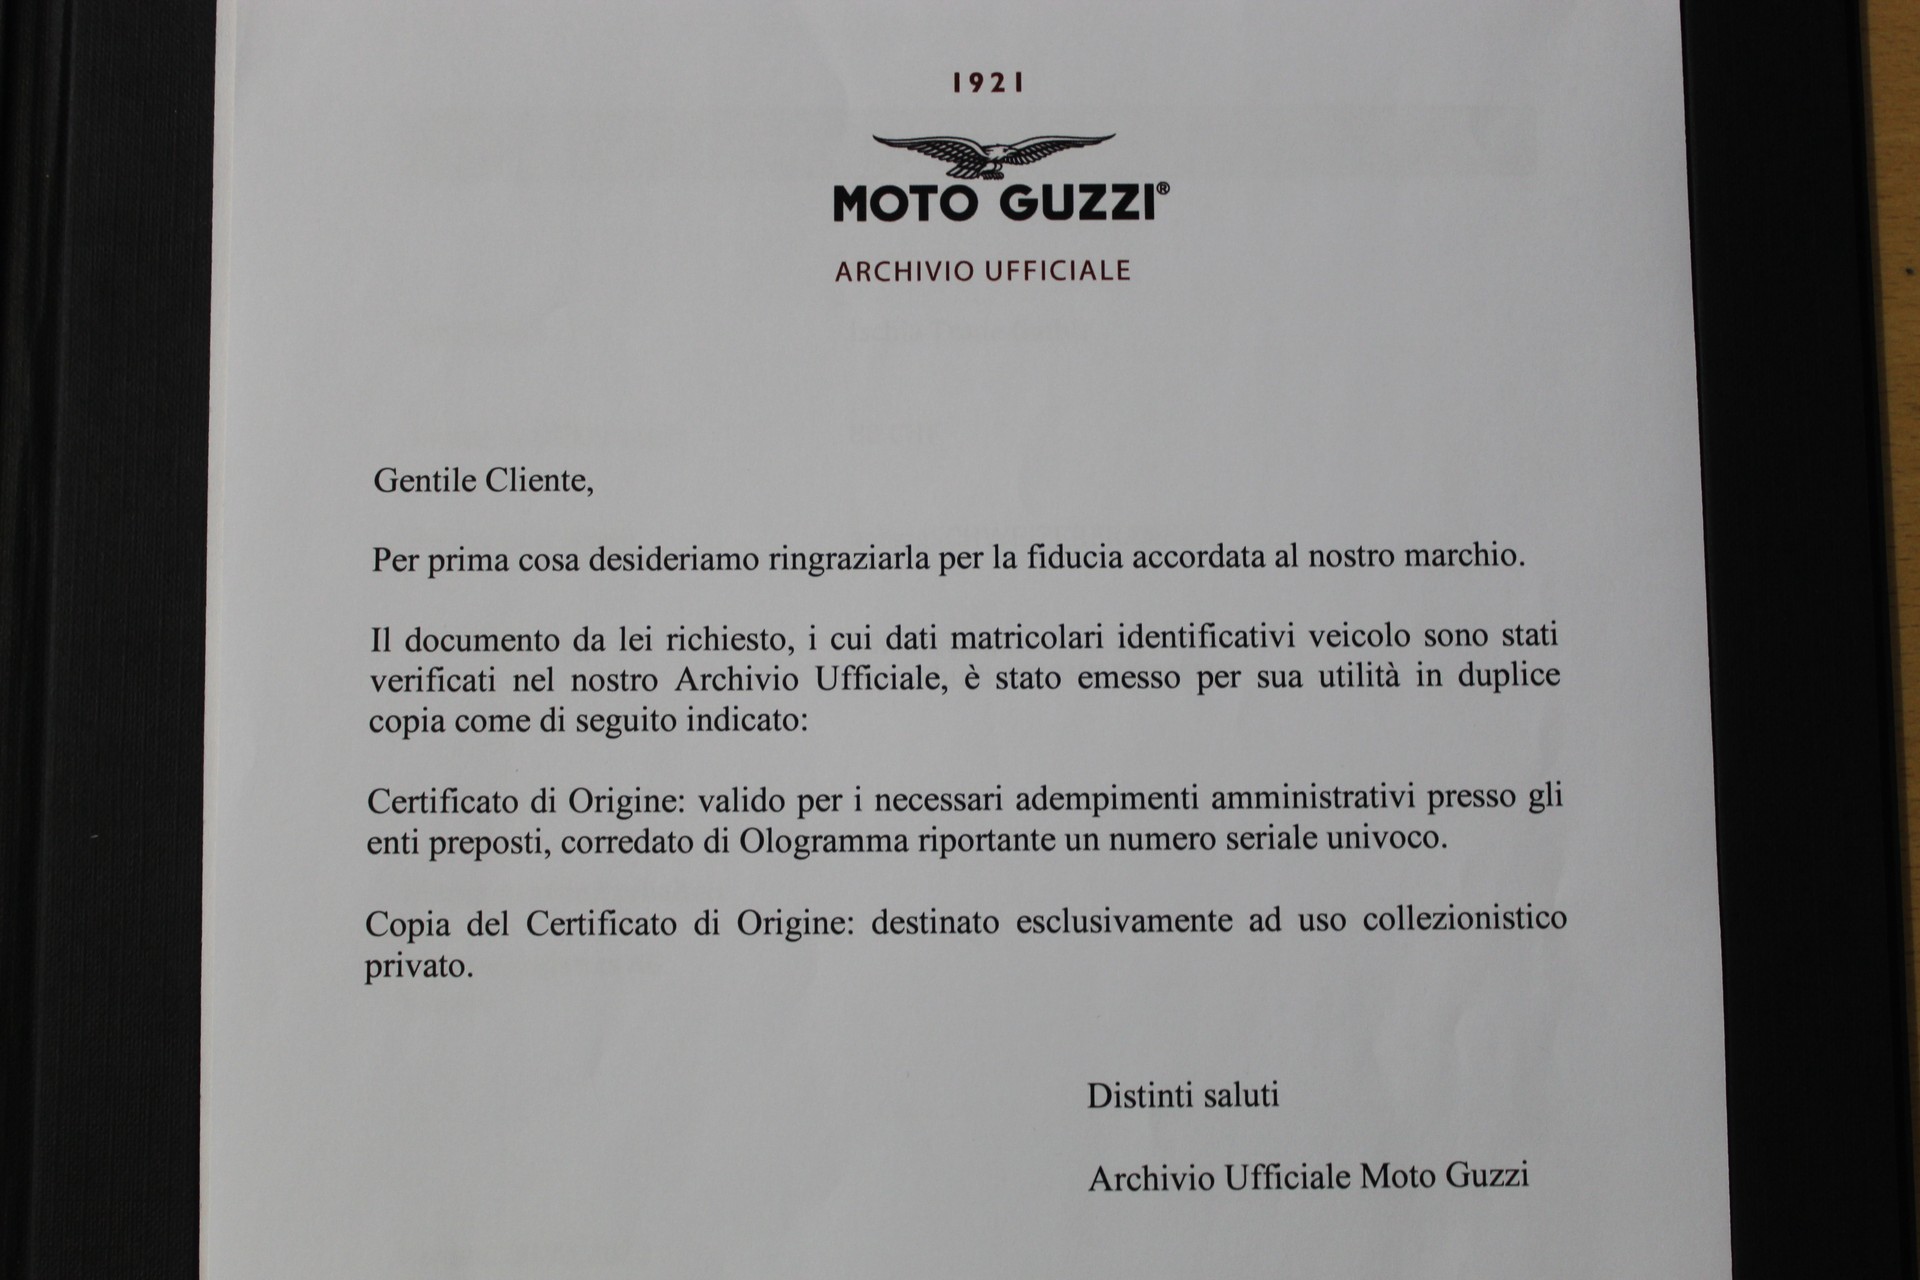 1921
MOTO GUZZI®
ARCHIVIO UFFICIALE
Gentile Cliente,
Per prima cosa desideriamo ringraziarla per la fiducia accordata al nostro marchio.
Il documento da lei richiesto, i cui dati matricolari identificativi veicolo sono stati
verificati nel nostro Archivio Ufficiale, è stato emesso per sua utilità in duplice
copia come di seguito indicato:
Certificato di Origine: valido per i necessari adempimenti amministrativi presso gli
enti preposti, corredato di Ologramma riportante un numero seriale univoco.
Copia del Certificato di Origine: destinato esclusivamente ad uso collezionistico
privato.
Distinti saluti
Archivio Ufficiale Moto Guzzi